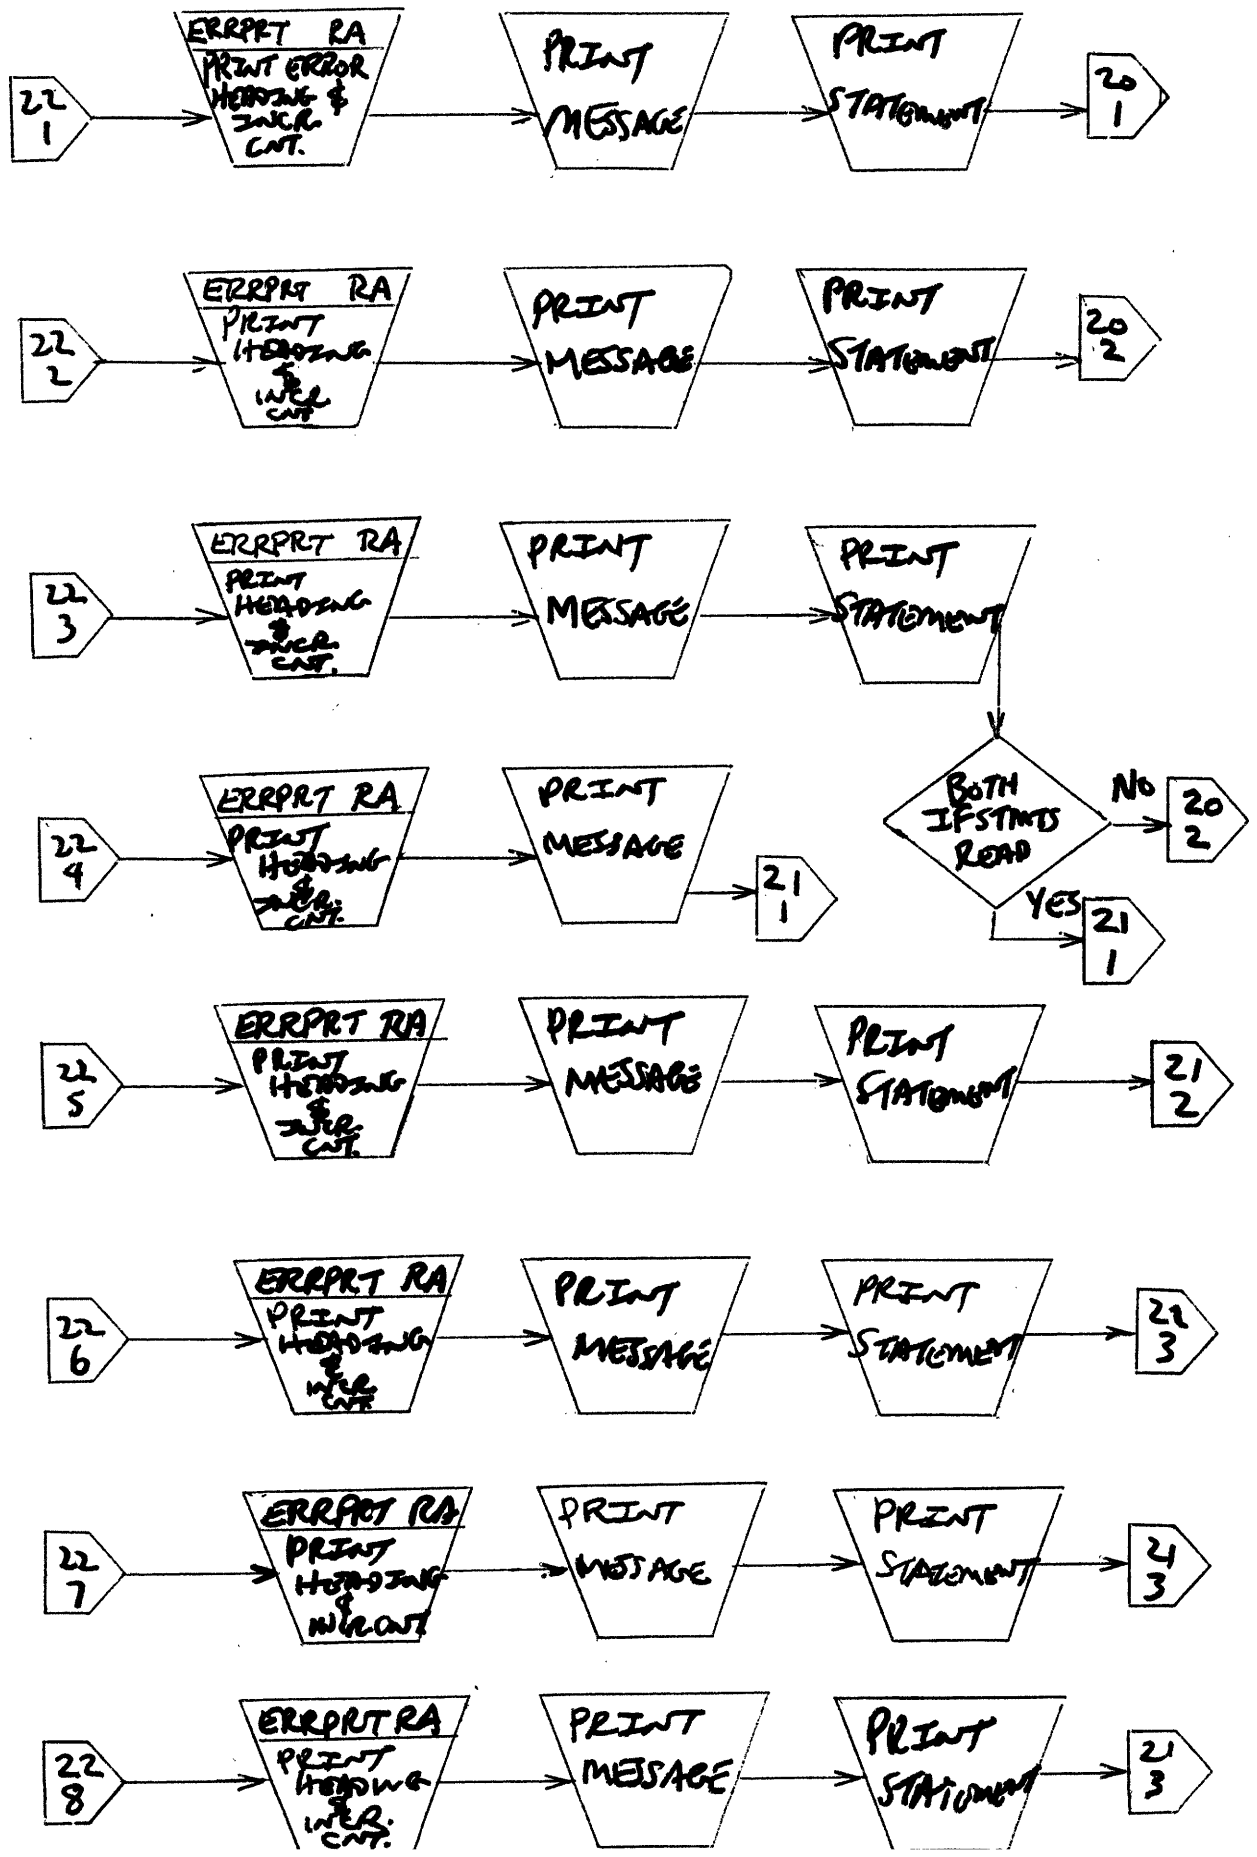 22
1
ERRPRT RA
PRINT ERROR
HEADING &
INCR.
CNT.
PRINT
MESSAGE
PRINT
STATEMENT
20
1
22
2
ERRPRT RA
PRINT
HEADING
&
INCR.
CNT
PRINT
MESSAGE
PRINT
STATEMENT
20
2
22
3
ERRPRT RA
PRINT
HEADING
&
INCR.
CNT.
PRINT
MESSAGE
PRINT
STATEMENT
BOTH
IFSTMTS
READ
NO
20
2
YES
21
1
22
4
ERRPRT RA
PRINT
HEADING
&
INCR.
CNT.
PRINT
MESSAGE
21
1
22
5
ERRPRT RA
PRINT
HEADING
&
INCR.
CNT.
PRINT
MESSAGE
PRINT
STATEMENT
21
2
22
6
ERRPRT RA
PRINT
HEADING
&
INCR.
CNT.
PRINT
MESSAGE
PRINT
STATEMENT
3
22
7
ERRPRT RA
PRINT
HEADING
&
INCR.CNT
PRINT
MESSAGE
PRINT
STATEMENT
21
3
22
8
ERRPRT RA
PRINT
HEADING
&
INCR.
CNT.
PRINT
MESSAGE
PRINT
STATEMENT
21
3